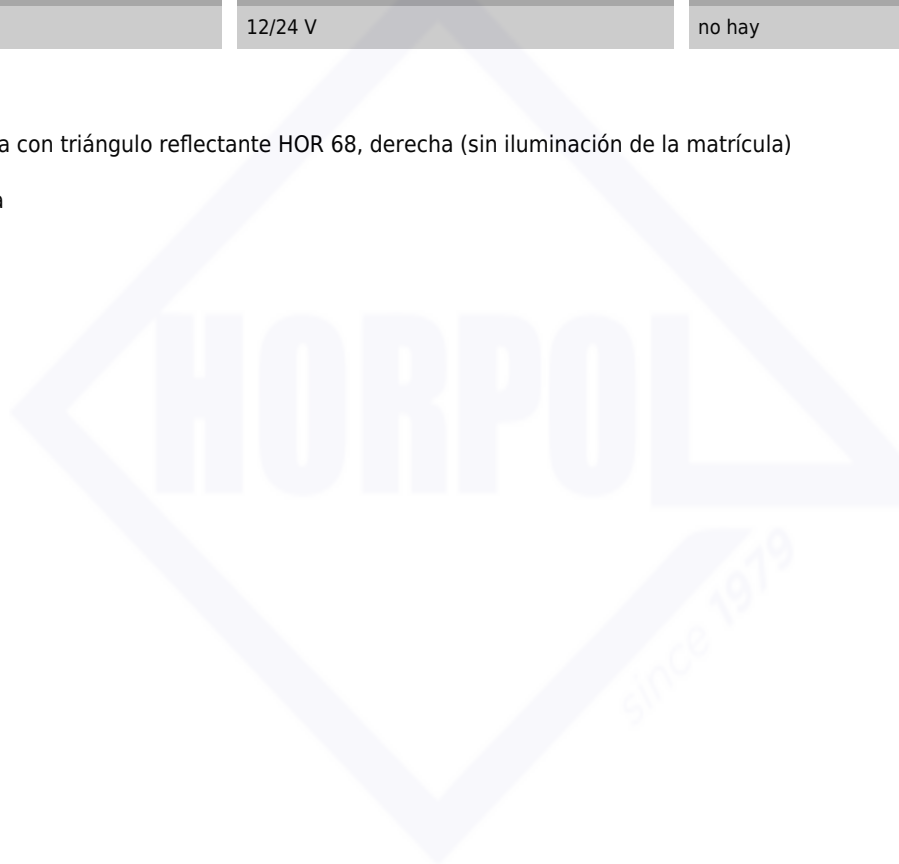 12/24 V no hay
a con triángulo reflectante HOR 68, derecha (sin iluminación de la matrícula)
a
HORPOL
since 1979